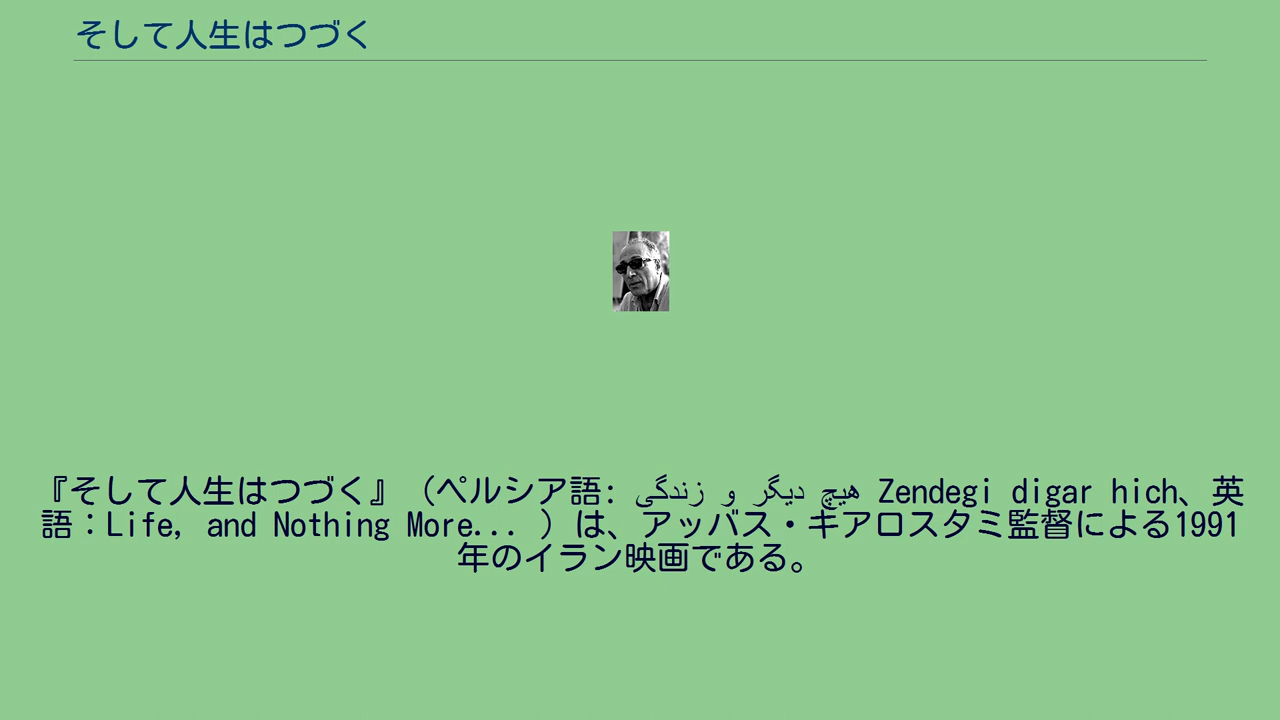 そして人生はつづく
『そして人生はつづく』（ペルシア語: هیچ دیگر و زندگی Zendegi digar hich、英
語：Life, and Nothing More... ）は、アッバス・キアロスタミ監督による1991
年のイラン映画である。